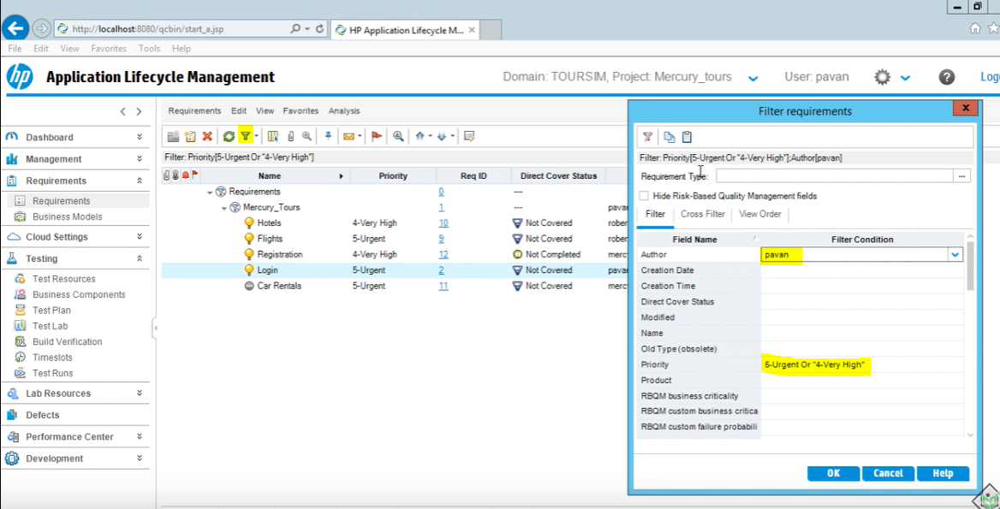 http://localhost:8080/qcbin/start_a.jsp
HP Application Lifecycle M...
File Edit View Favorites Tools Help
hp Application Lifecycle Management
Domain: TOURSIM, Project: Mercury_tours
User: pavan
Dashboard
Management
Requirements
Requirements
Business Models
Cloud Settings
Testing
Test Resources
Business Components
Test Plan
Test Lab
Build Verification
Timeslots
Test Runs
Lab Resources
Defects
Performance Center
Development
Requirements Edit View Favorites Analysis
Filter: Priority[5-Urgent Or "4-Very High"]
Name Priority Req ID Direct Cover Status
Requirements 0 ---
Mercury_Tours 1 ---
Hotels 4-Very High 10 Not Covered
Flights 5-Urgent 9 Not Covered
Registration 4-Very High 12 Not Completed
Login 5-Urgent 2 Not Covered
Car Rentals 5-Urgent 11 Not Covered
Filter requirements
x
Filter: Priority[5-Urgent Or "4-Very High"];Author[pavan]
Requirement Type:
...
Hide Risk-Based Quality Management fields
Filter Cross Filter View Order
Field Name Filter Condition
Author pavan
Creation Date
Creation Time
Direct Cover Status
Modified
Name
Old Type (obsolete)
Priority 5-Urgent Or "4-Very High"
Product
RBQM business criticality
RBQM custom business critica
RBQM custom failure probabili
OK Cancel Help